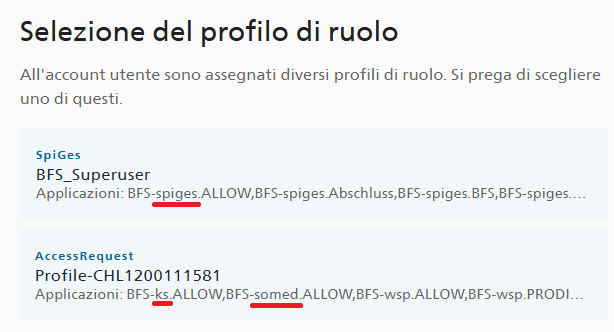 Selezione del profilo di ruolo
All'account utente sono assegnati diversi profili di ruolo. Si prega di scegliere
uno di questi.
SpiGes
BFS_Superuser
Applicazioni: BFS-spiges.ALLOW,BFS-spiges.Abschluss,BFS-spiges.BFS,BFS-spiges....
AccessRequest
Profile-CHL1200111581
Applicazioni: BFS-ks.ALLOW,BFS-somed.ALLOW,BFS-wsp.ALLOW,BFS-wsp.PRODI...